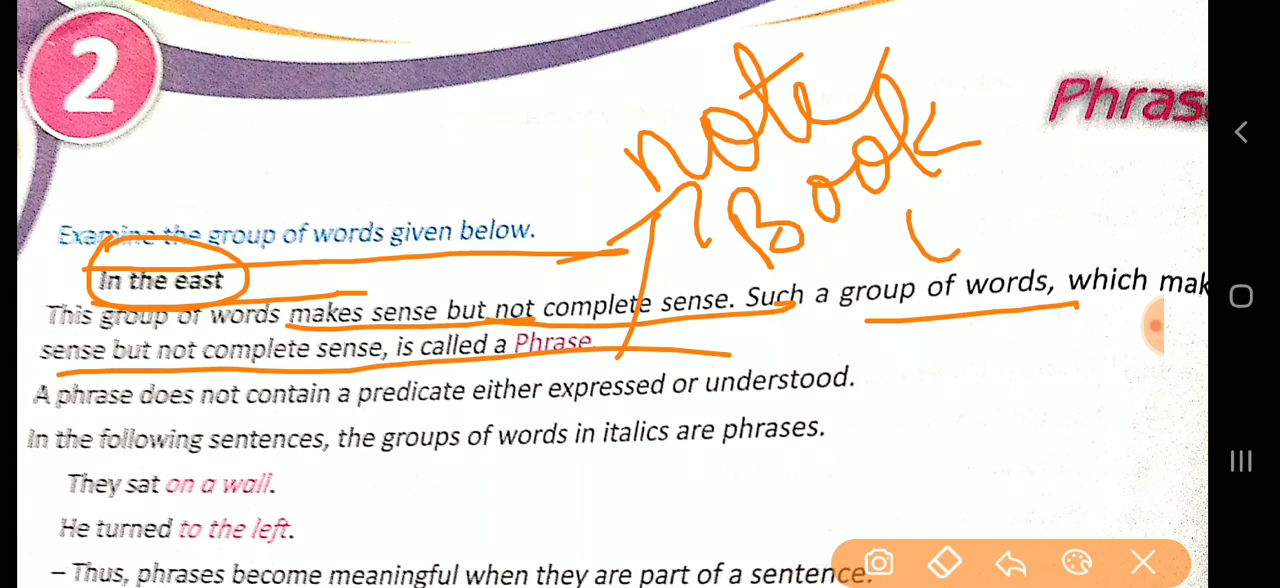 2
Phras
note
Book
Examine the group of words given below.
In the east
This group of words makes sense but not complete sense. Such a group of words, which mak
sense but not complete sense, is called a Phrase.
A phrase does not contain a predicate either expressed or understood.
In the following sentences, the groups of words in italics are phrases.
They sat on a wall.
He turned to the left.
– Thus, phrases become meaningful when they are part of a sentence.